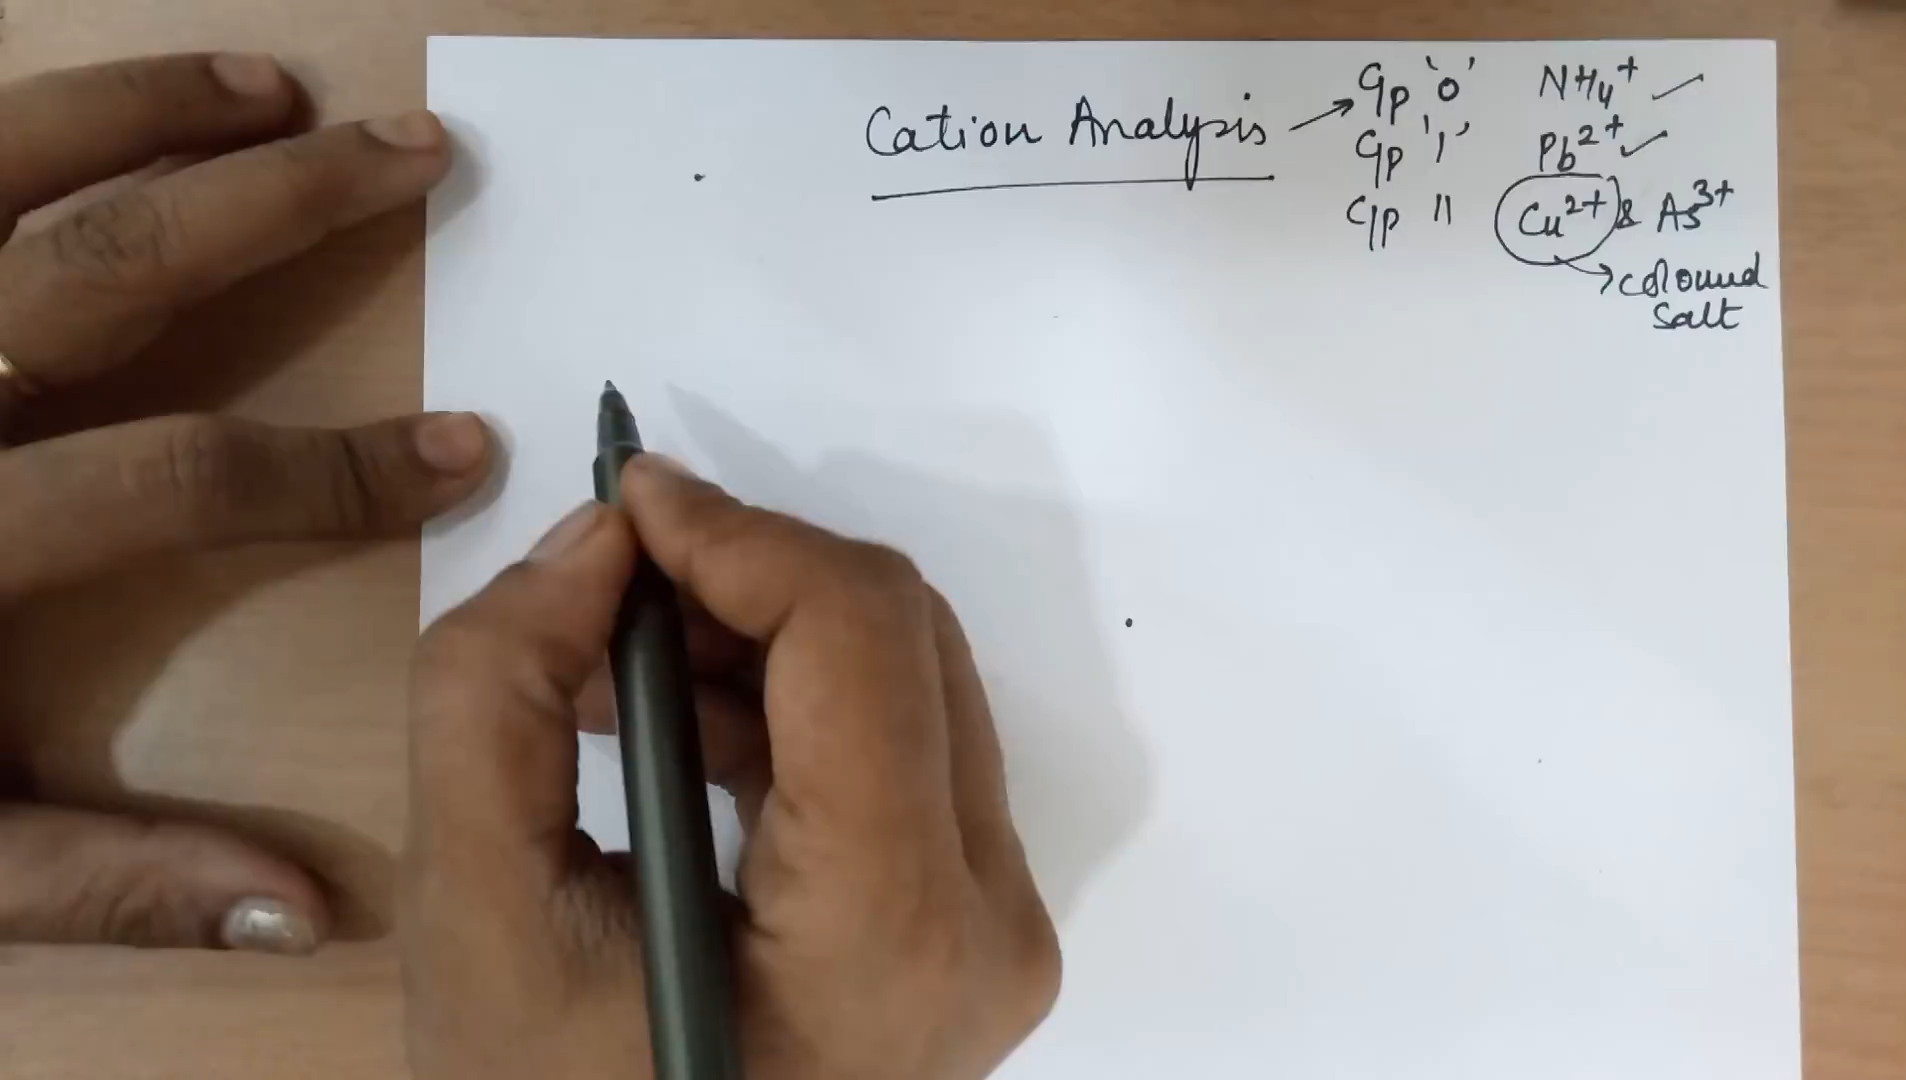 Cation Analysis → Gp '0' NH4+ ✓
Gp '1' Pb2+ ✓
Gp II Cu2+ & As3+
→ coloured
salt